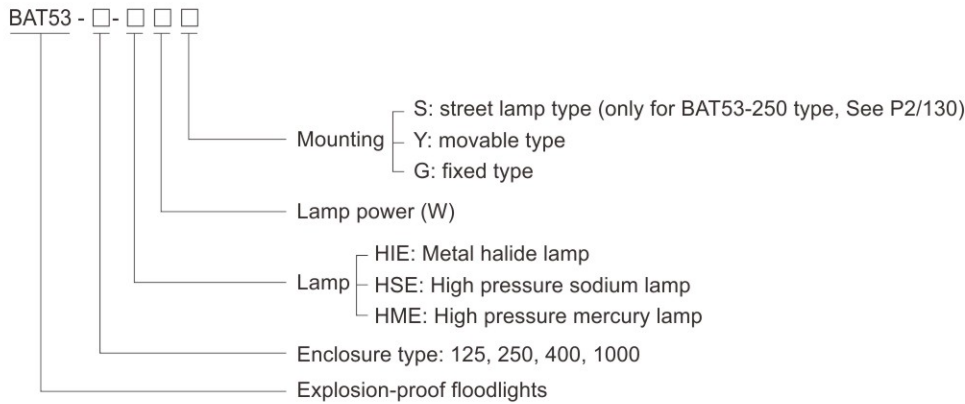 BAT53 - □- □ □ □
S: street lamp type (only for BAT53-250 type, See P2/130)
Mounting
Y: movable type
G: fixed type
Lamp power (W)
HIE: Metal halide lamp
Lamp
HSE: High pressure sodium lamp
HME: High pressure mercury lamp
Enclosure type: 125, 250, 400, 1000
Explosion-proof floodlights